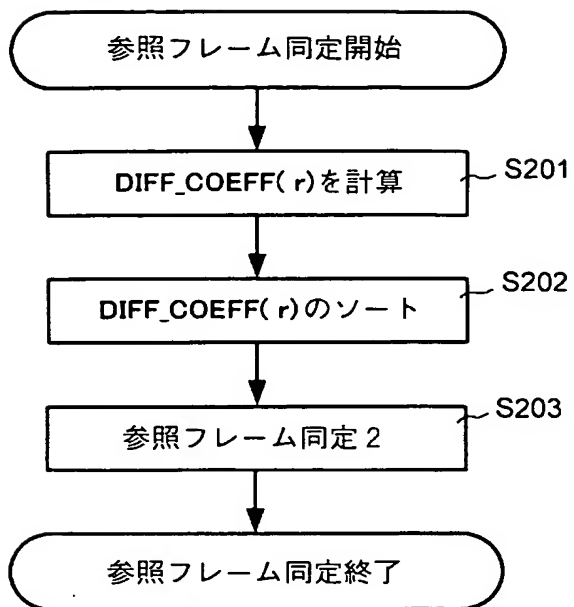 参照フレーム同定開始
DIFF_COEFF( r)を計算
S201
DIFF_COEFF( r)のソート
S202
参照フレーム同定2
S203
参照フレーム同定終了